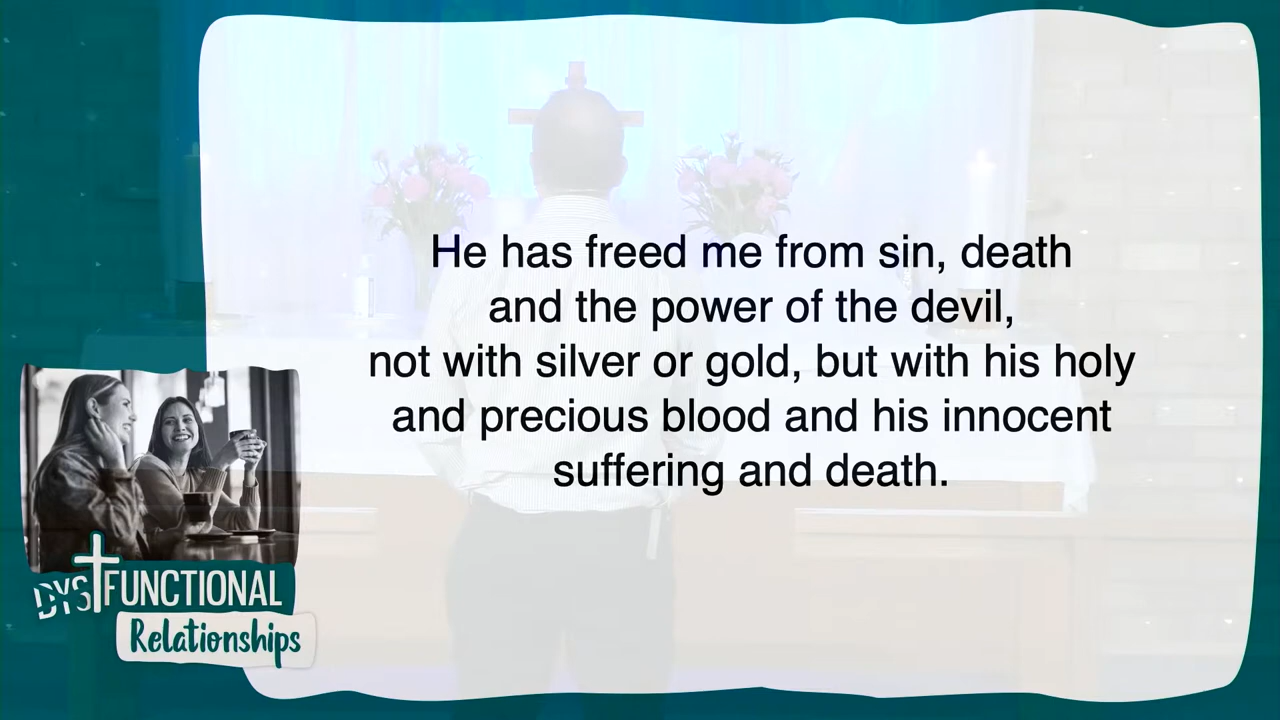 He has freed me from sin, death
and the power of the devil,
not with silver or gold, but with his holy
and precious blood and his innocent
suffering and death.
DYSFUNCTIONAL
Relationships